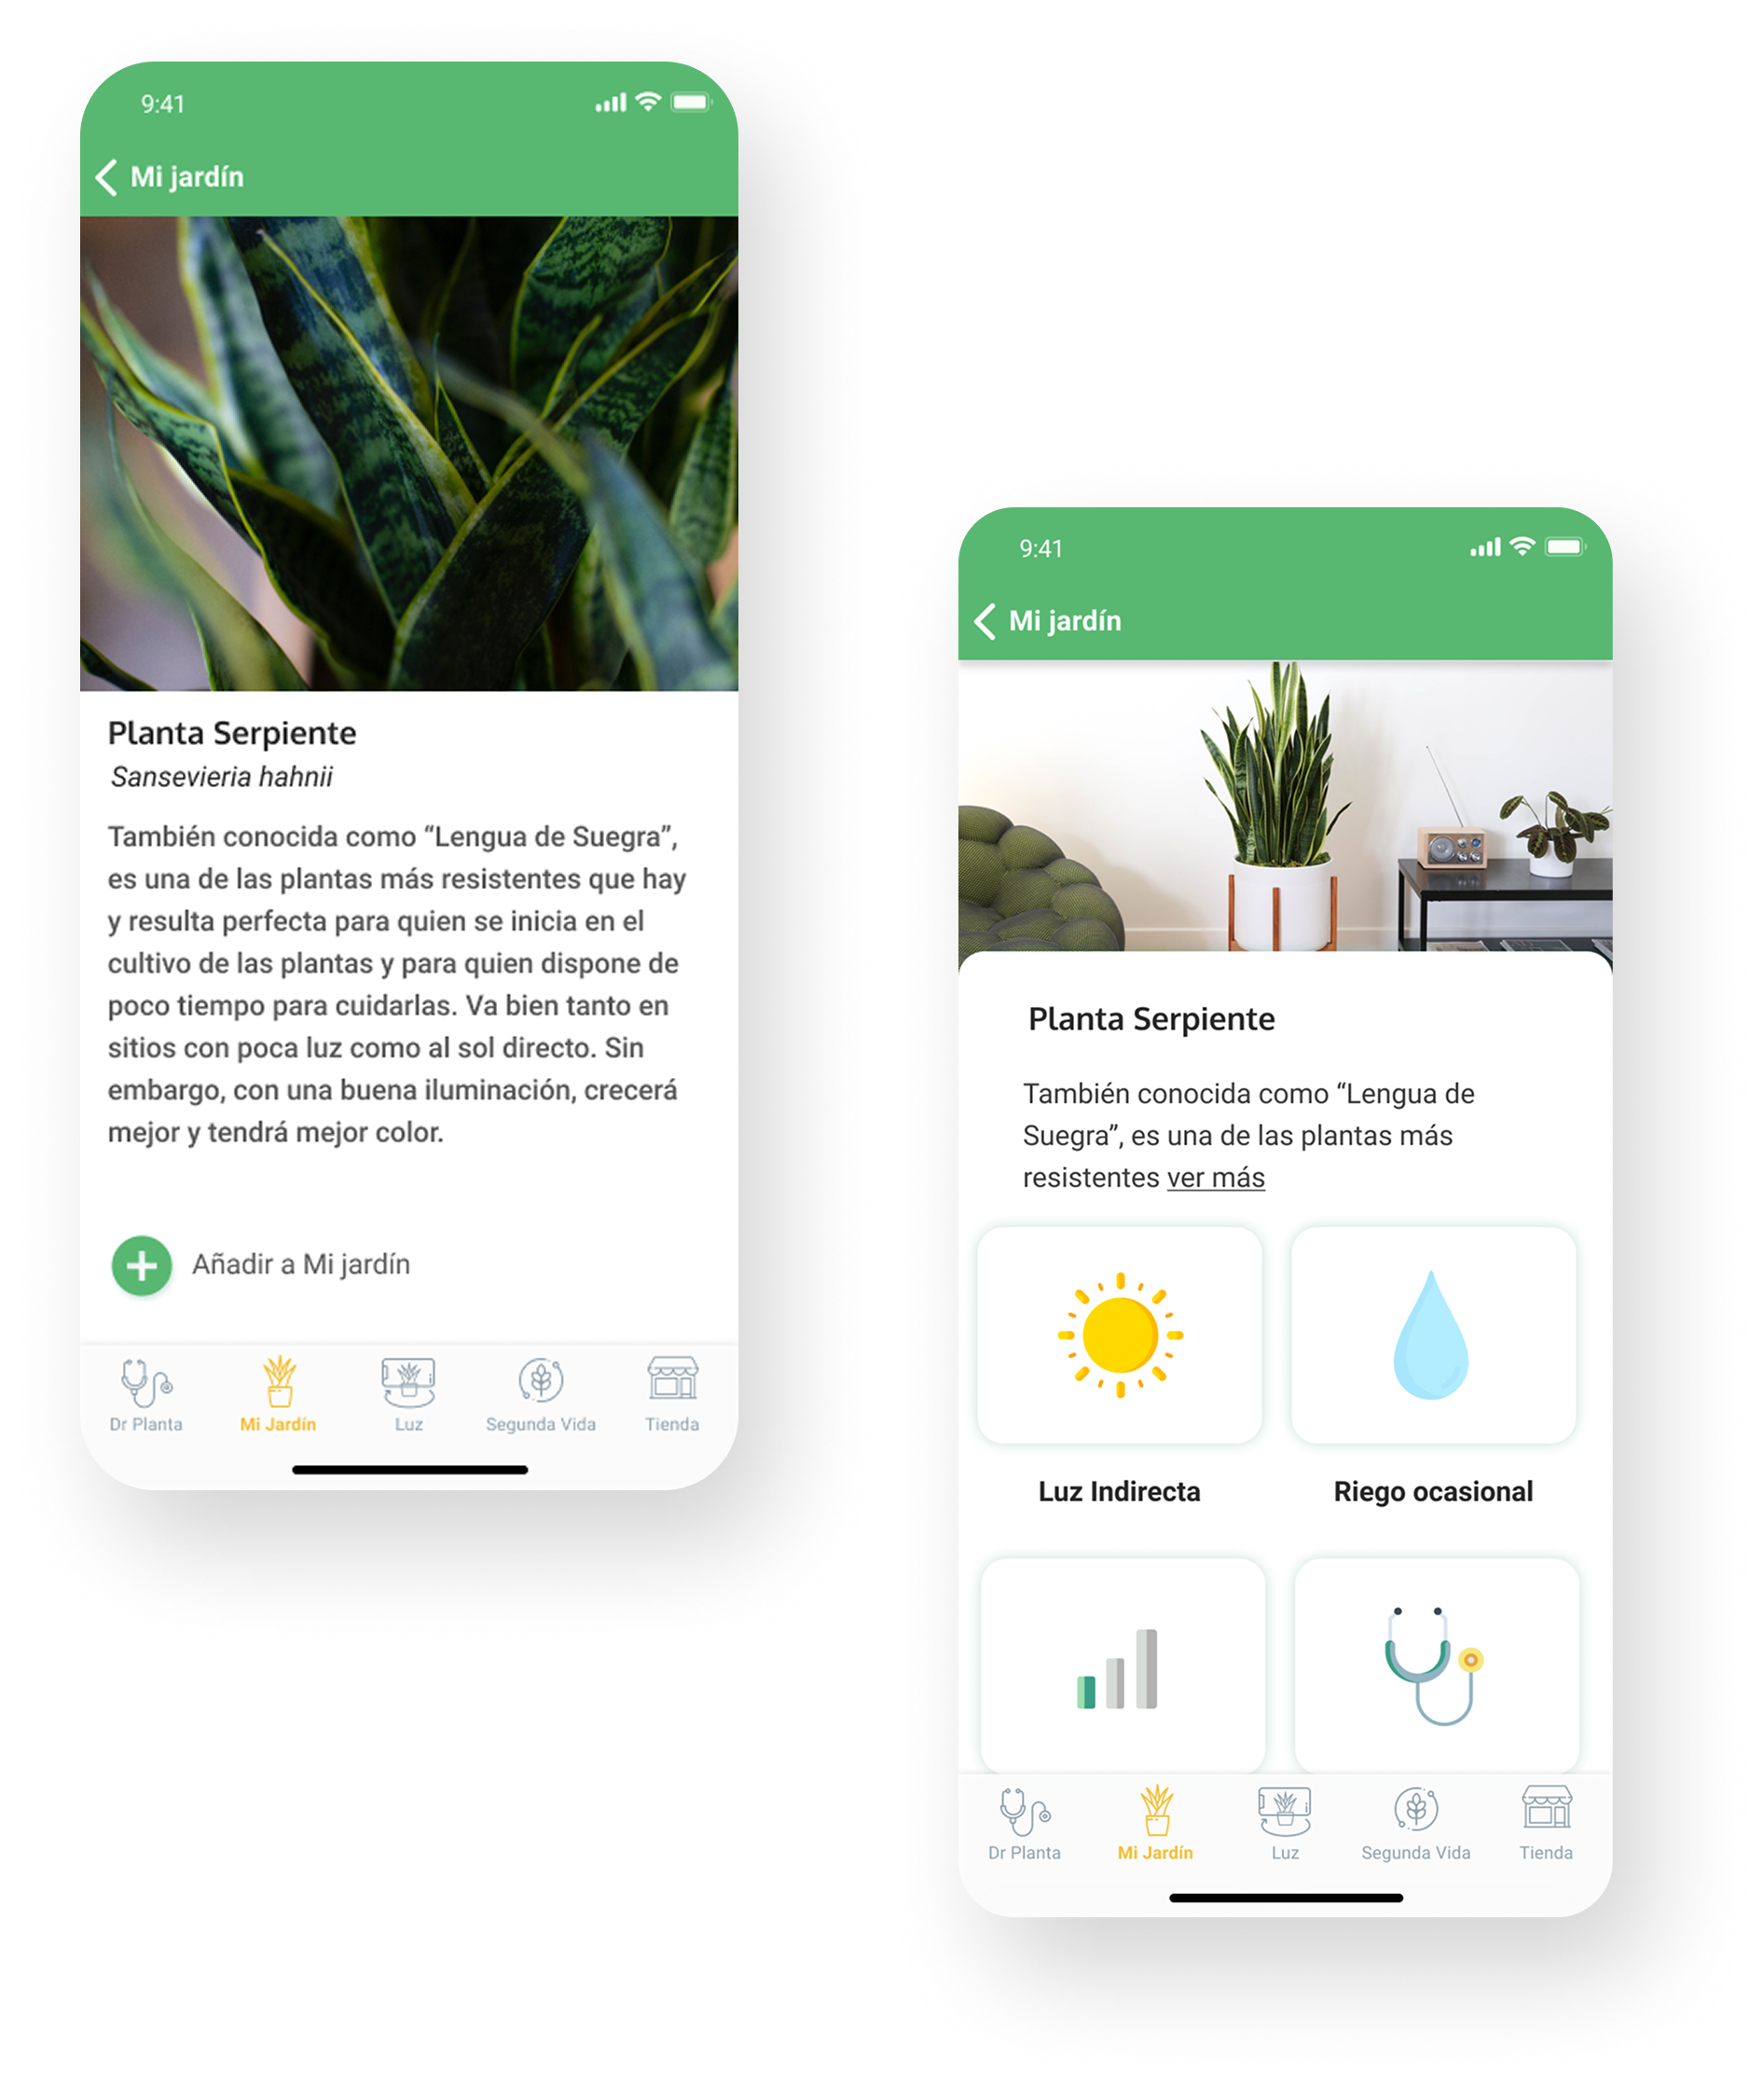 9:41
Mi jardín
Planta Serpiente
Sansevieria hahnii
También conocida como “Lengua de Suegra”,
es una de las plantas más resistentes que hay
y resulta perfecta para quien se inicia en el
cultivo de las plantas y para quien dispone de
poco tiempo para cuidarlas. Va bien tanto en
sitios con poca luz como al sol directo. Sin
embargo, con una buena iluminación, crecerá
mejor y tendrá mejor color.
Añadir a Mi jardín
Dr Planta
Mi Jardín
Luz
Segunda Vida
Tienda
9:41
Mi jardín
Planta Serpiente
También conocida como “Lengua de
Suegra”, es una de las plantas más
resistentes ver más
Luz Indirecta
Riego ocasional
Dr Planta
Mi Jardín
Luz
Segunda Vida
Tienda